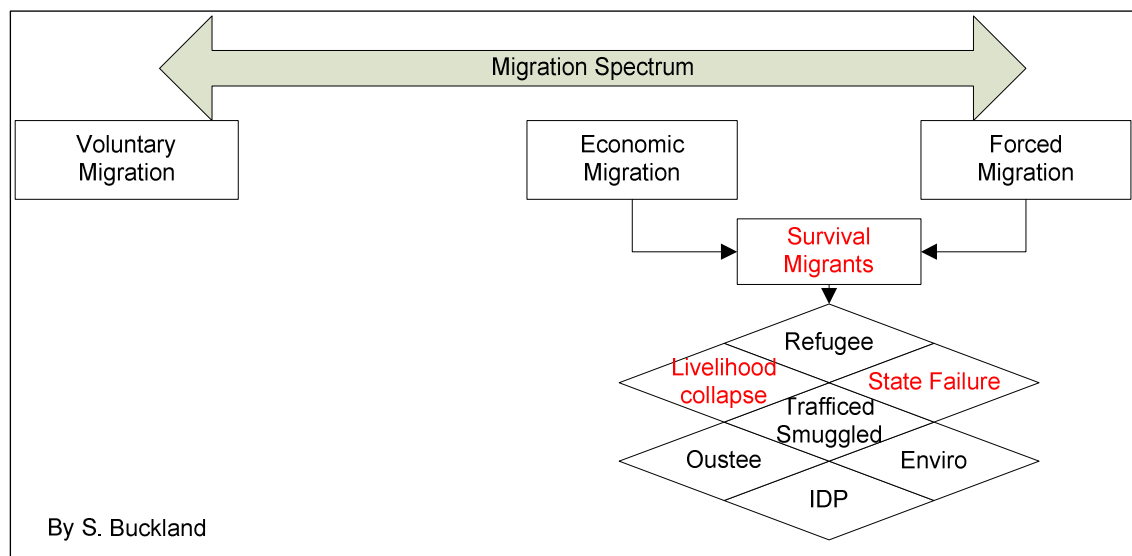 Migration Spectrum
Voluntary
Migration
Economic
Migration
Forced
Migration
Survival
Migrants
Refugee
Livelihood
collapse
State Failure
Trafficed
Smuggled
Oustee
Enviro
IDP
By S. Buckland